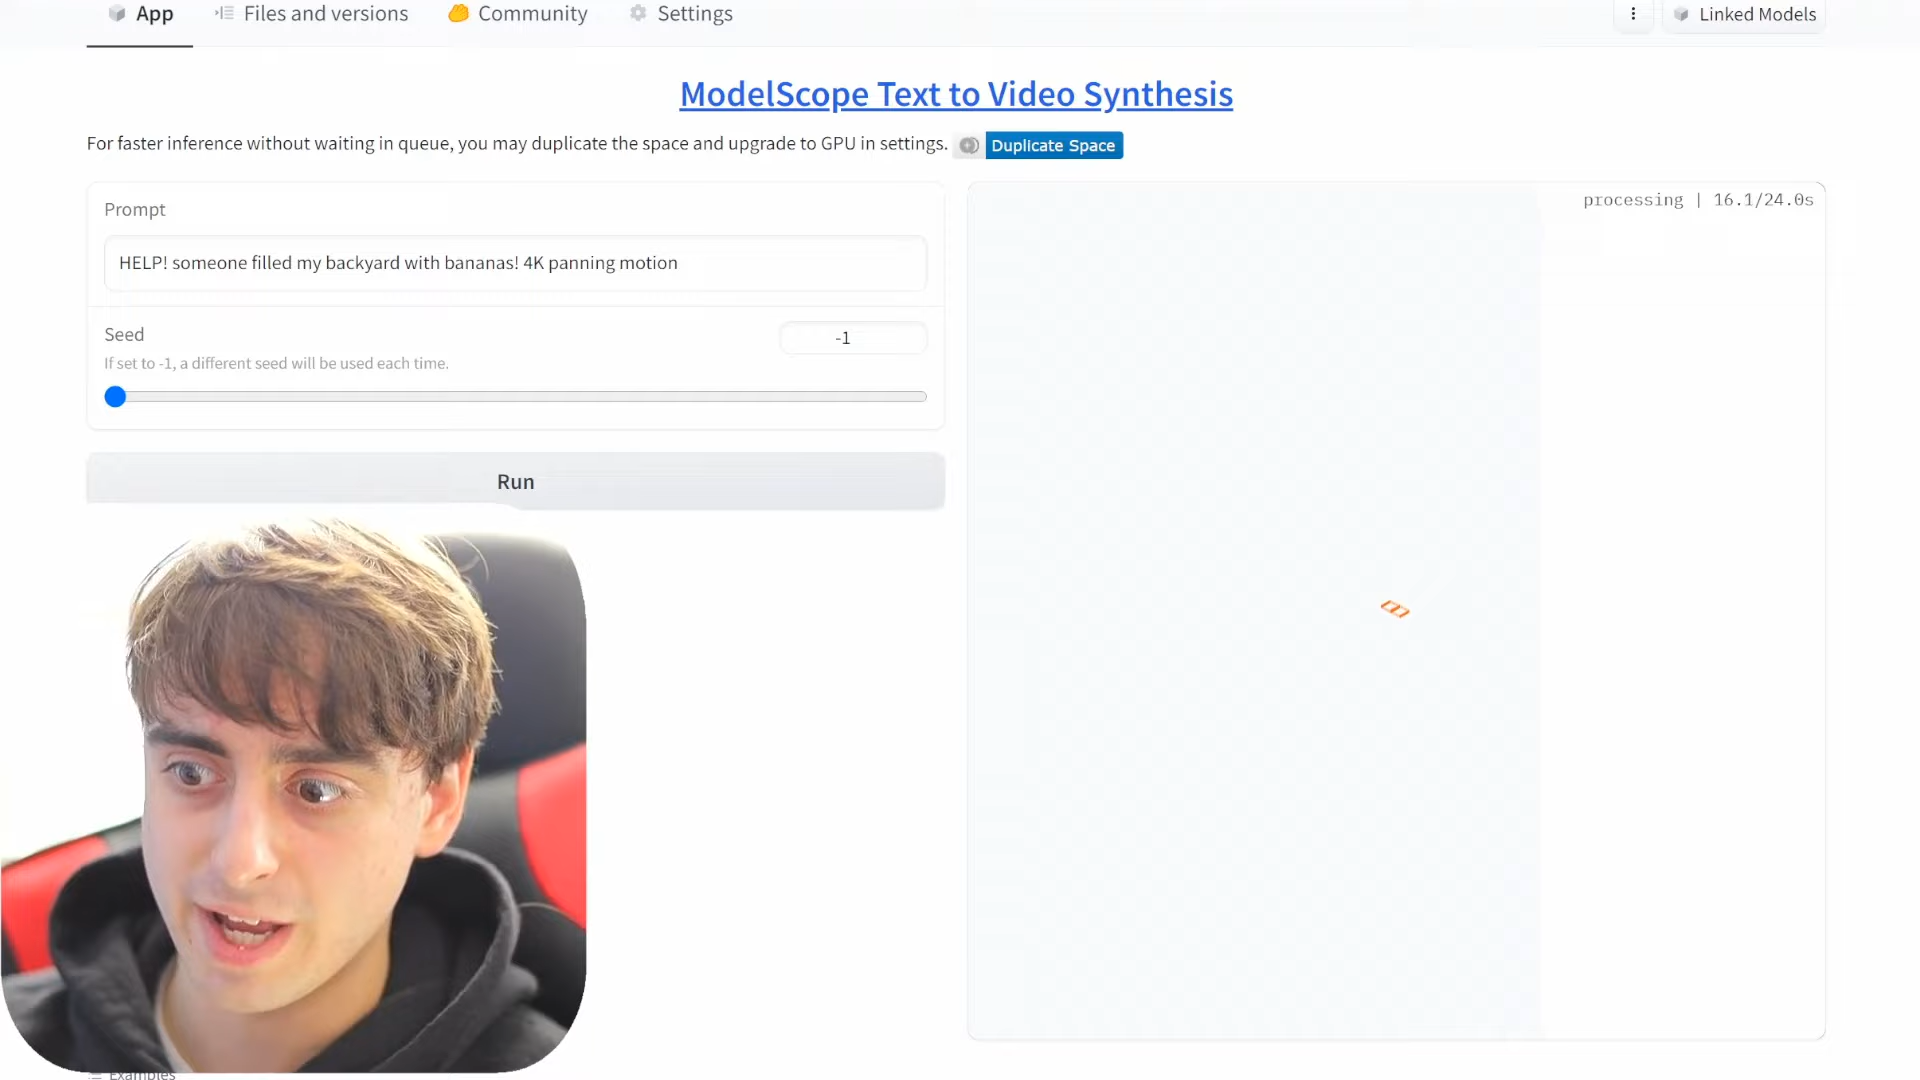 App
Files and versions
Community
Settings
Linked Models
ModelScope Text to Video Synthesis
For faster inference without waiting in queue, you may duplicate the space and upgrade to GPU in settings.
Duplicate Space
Prompt
HELP! someone filled my backyard with bananas! 4K panning motion
Seed
-1
If set to -1, a different seed will be used each time.
Run
processing | 16.1/24.0s
Examples